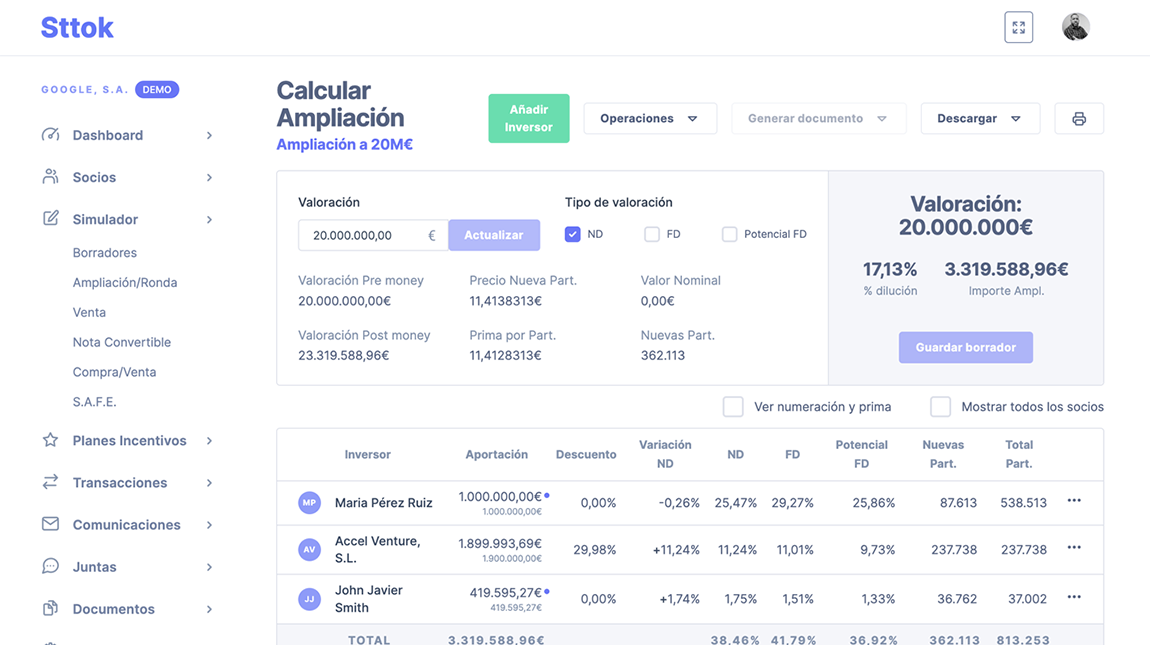 Sttok
GOOGLE, S.A. DEMO
Dashboard
Socios
Simulador
Borradores
Ampliación/Ronda
Venta
Nota Convertible
Compra/Venta
S.A.F.E.
Planes Incentivos
Transacciones
Comunicaciones
Juntas
Documentos
Calcular
Ampliación
Ampliación a 20M€
Añadir
Inversor
Operaciones
Generar documento
Descargar
Valoración
20.000.000,00 €
Actualizar
Tipo de valoración
ND FD Potencial FD
Valoración Pre money
20.000.000,00€
Precio Nueva Part.
11,4138313€
Valor Nominal
0,00€
Valoración Post money
23.319.588,96€
Prima por Part.
11,4128313€
Nuevas Part.
362.113
Valoración:
20.000.000€
17,13%
% dilución
3.319.588,96€
Importe Ampl.
Guardar borrador
Ver numeración y prima
Mostrar todos los socios
Inversor Aportación Descuento Variación ND ND FD Potencial FD Nuevas Part. Total Part.
MP Maria Pérez Ruiz 1.000.000,00€ 0,00% -0,26% 25,47% 29,27% 25,86% 87.613 538.513
1.000.000,00€
AV Accel Venture, S.L. 1.899.993,69€ 29,98% +11,24% 11,24% 11,01% 9,73% 237.738 237.738
1.900.000,00€
JJ John Javier Smith 419.595,27€ 0,00% +1,74% 1,75% 1,51% 1,33% 36.762 37.002
419.595,27€
TOTAL 3.319.588,96€ 38,46% 41,79% 36,92% 362.113 813.253